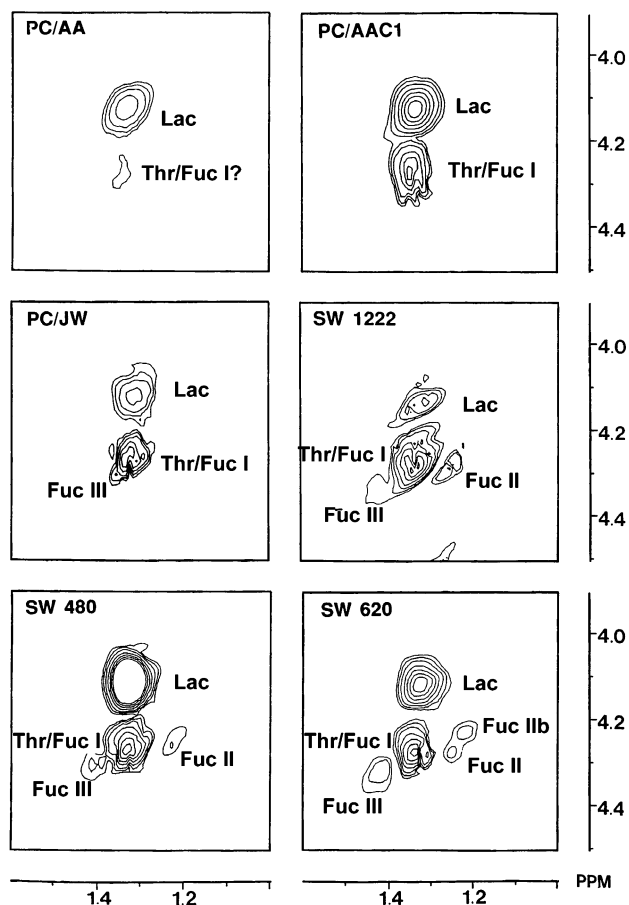 PC/AA
Lac
Thr/Fuc I?
PC/AAC1
Lac
Thr/Fuc I
4.0
4.2
4.4
PC/JW
Lac
Thr/Fuc I
Fuc III
SW 1222
Lac
Thr/Fuc I
Fuc II
Fuc III
4.0
4.2
4.4
SW 480
Lac
Thr/Fuc I
Fuc II
Fuc III
SW 620
Lac
Fuc IIb
Thr/Fuc I
Fuc II
Fuc III
4.0
4.2
4.4
1.4 1.2
1.4 1.2
PPM